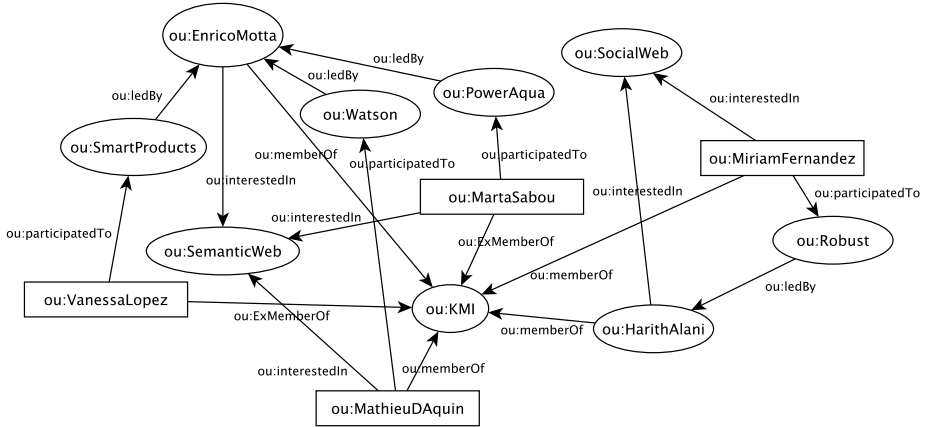 ou:EnricoMotta
ou:SocialWeb
ou:ledBy
ou:ledBy
ou:PowerAqua
ou:ledBy
ou:interestedIn
ou:Watson
ou:SmartProducts
ou:memberOf
ou:participatedTo
ou:participatedTo
ou:MiriamFernandez
ou:interestedIn
ou:interestedIn
ou:participatedTo
ou:MartaSabou
ou:interestedIn
ou:participatedTo
ou:ExMemberOf
ou:Robust
ou:SemanticWeb
ou:memberOf
ou:ledBy
ou:VanessaLopez
ou:KMI
ou:ExMemberOf
ou:memberOf
ou:HarithAlani
ou:interestedIn
ou:memberOf
ou:MathieuDAquin